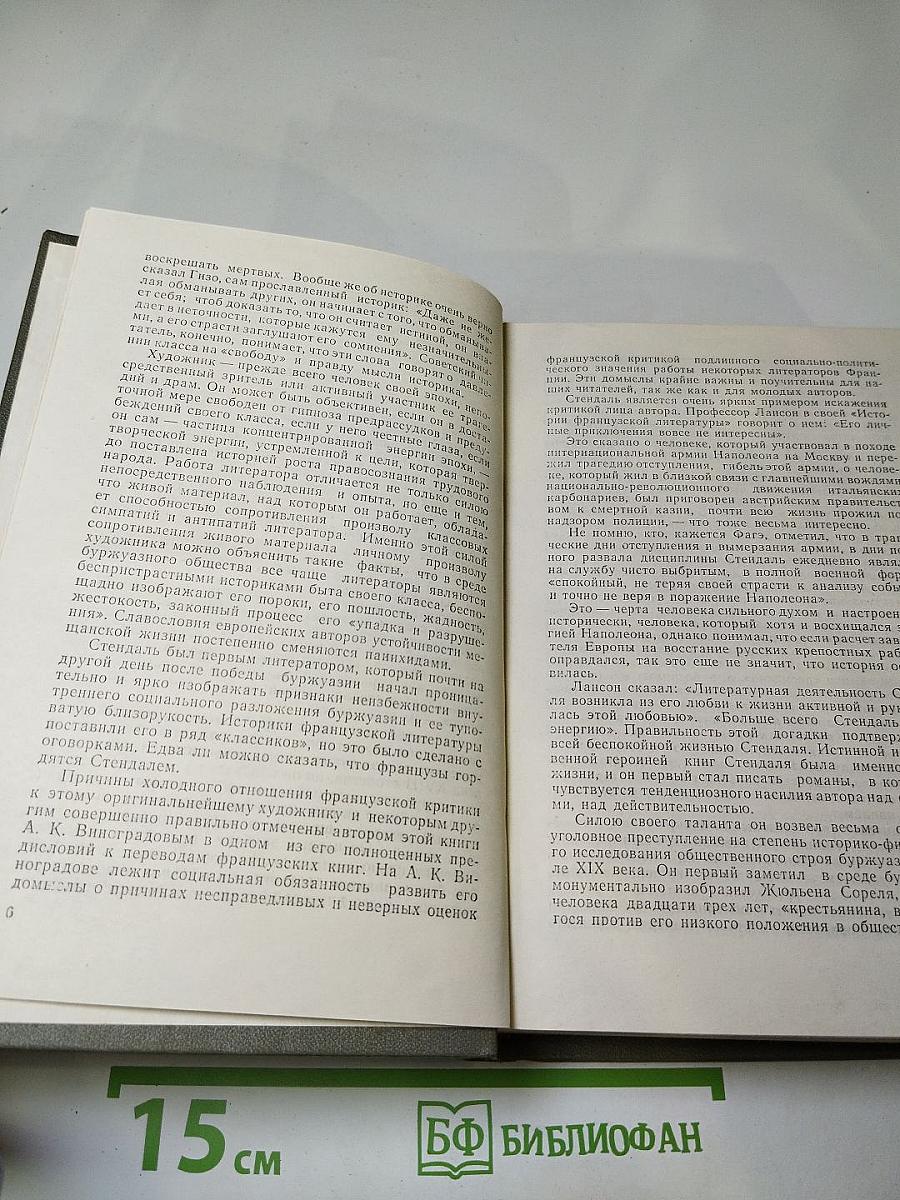 воскрешать мертвых. Вообще же об историке очень верно
сказал Гизо, сам прославленный историк: «Даже не же-
лая обманывать других, он начинает с того, что обманыва-
ет себя; чтоб доказать то, что он считает истиной, он впа-
дает в неточности, которые кажутся ему незначительны-
ми, а его страсти заглушают его сомнения». Советский чи-
татель, конечно, понимает, что эти слова говорят о давле-
нии класса на «свободу» и правду мысли историка.
Художник — прежде всего человек своей эпохи, непо-
средственный зритель или активный участник ее траге-
дий и драм. Он может быть объективен, если он в доста-
точной мере свободен от гипноза предрассудков и предуб-
беждений своего класса, если у него честные глаза, если
он сам — частица концентрированной энергии эпохи, —
творческой энергии, устремленной к цели, которая твер-
до поставлена историей роста правосознания трудового
народа. Работа литератора отличается не только силою
непосредственного наблюдения и опыта, но еще и тем,
что живой материал, над которым он работает, облада-
ет способностью сопротивления произволу классовых
симпатий и антипатий литератора. Именно этой силой
сопротивления живого материала личному произволу
художника можно объяснить такие факты, что в среде
буржуазного общества все чаще литераторы являются
беспристрастными историками быта своего класса, беспо-
щадно изображают его пороки, его пошлость, жадность,
жестокость, законный процесс его «упадка и разруше-
ния». Славословия европейских авторов устойчивости ме-
щанской жизни постепенно сменяются панихидами.
Стендаль был первым литератором, который почти на
другой день после победы буржуазии начал проница-
тельно и ярко изображать признаки неизбежности вну-
треннего социального разложения буржуазии и ее тупо-
ватую близорукость. Историки французской литературы
поставили его в ряд «классиков», но это было сделано с
оговорками. Едва ли можно сказать, что французы гор-
дятся Стендалем.
Причины холодного отношения французской критики
к этому оригинальнейшему художнику и некоторым дру-
гим совершенно правильно отмечены автором этой книги
А. К. Виноградовым в одном из его полноценных пре-
дисловий к переводам французских книг. На А. К. Ви-
ноградове лежит социальная обязанность развить его
домыслы о причинах несправедливых и неверных оценок
6
французской критикой подлинного социально-полити-
ческого значения работы некоторых литераторов Фран-
ции. Эти домыслы крайне важны и поучительны для на-
ших читателей, так же как и для молодых авторов.
Стендаль является очень ярким примером искажения
критикой лица автора. Профессор Лансон в своей «Исто-
рии французской литературы» говорит о нем: «Его лич-
ные приключения вовсе не интересны».
Это сказано о человеке, который участвовал в походе
интернациональной армии Наполеона на Москву и пере-
жил трагедию отступления, гибель этой армии, о челове-
ке, который жил в близкой связи с главнейшими вождями
национально-революционного движения итальянских
карбонариев, был приговорен австрийским правительст
вом к смертной казни, почти всю жизнь прожил по
надзором полиции, — что тоже весьма интересно.
Не помню, кто, кажется Фагэ, отметил, что в траг
ческие дни отступления и вымерзания армии, в дни по
ного развала дисциплины Стендаль ежедневно являл
на службу чисто выбритым, в полной военной фор
«спокойный, не теряя своей страсти к анализу собы
и точно не веря в поражение Наполеона».
Это — черта человека сильного духом и настроен
исторически, человека, который хотя и восхищался э
гией Наполеона, однако понимал, что если расчет зав
теля Европы на восстание русских крепостных раб
оправдался, так это еще не значит, что история ос
вилась.
Лансон сказал: «Литературная деятельность С
ля возникла из его любви к жизни активной и рук
лась этой любовью». «Больше всего Стендаль
энергию». Правильность этой догадки подтверж
всей беспокойной жизнью Стендаля. Истинной и
венной героиней книг Стендаля была именно
жизни, и он первый стал писать романы, в кот
чувствуется тенденциозного насилия автора над
ми, над действительностью.
Силою своего таланта он возвел весьма о
уголовное преступление на степень историко-фи
го исследования общественного строя буржуаз
ле XIX века. Он первый заметил в среде бур
монументально изобразил Жюльена Сореля,
человека двадцати трех лет, «крестьянина, в
гося против его низкого положения в общест
15 см
БФ БИБЛИОФАН